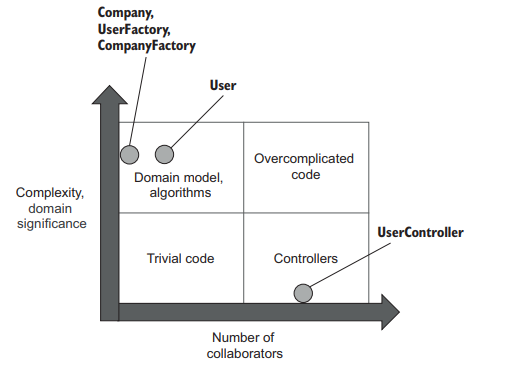 Company,
UserFactory,
CompanyFactory
User
Overcomplicated
code
Domain model,
algorithms
Complexity,
domain
significance
UserController
Trivial code
Controllers
Number of
collaborators